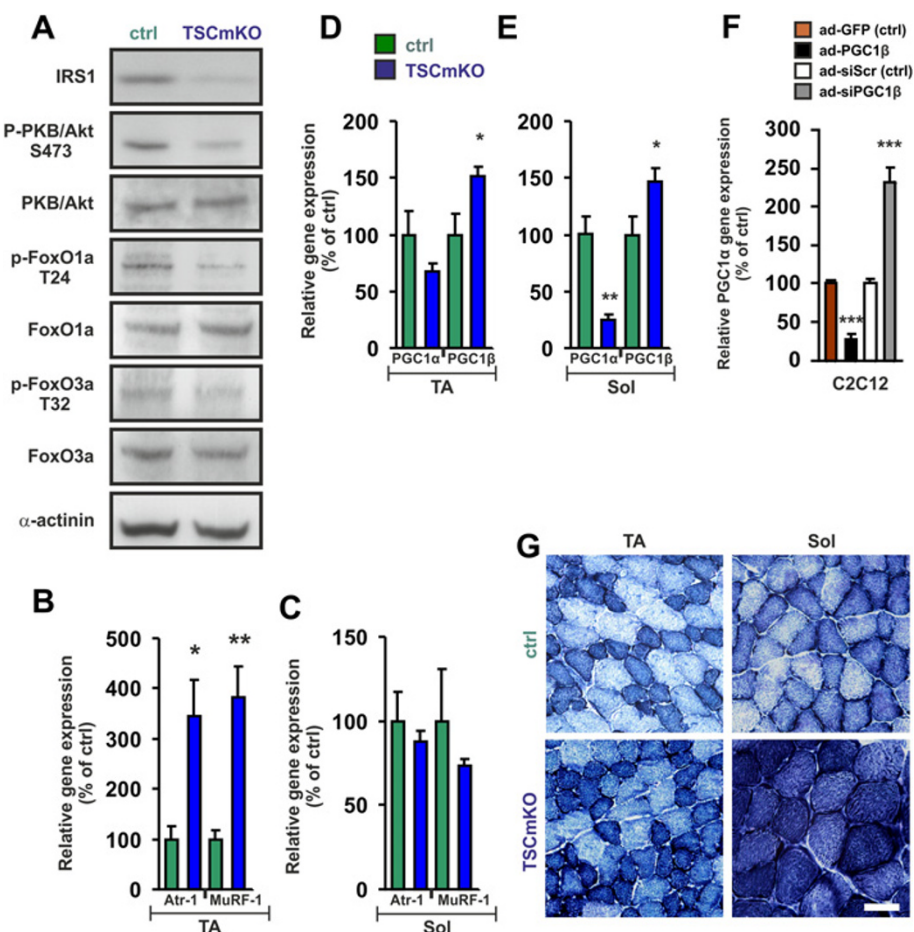 A
ctrl TSCmKO
IRS1
P-PKB/Akt
S473
PKB/Akt
p-FoxO1a
T24
FoxO1a
p-FoxO3a
T32
FoxO3a
α-actinin
D
ctrl
TSCmKO
Relative gene expression
(% of ctrl)
200
150
100
50
0
*
PGC1α PGC1β
TA
E
200
150
100
50
0
**
*
PGC1α PGC1β
Sol
F
ad-GFP (ctrl)
ad-PGC1β
ad-siScr (ctrl)
ad-siPGC1β
Relative PGC1α gene expression
(% of ctrl)
300
250
200
150
100
50
0
***
***
C2C12
B
Relative gene expression
(% of ctrl)
500
400
300
200
100
0
*
**
Atr-1 MuRF-1
TA
C
Relative gene expression
(% of ctrl)
150
100
50
0
Atr-1 MuRF-1
Sol
G
TA Sol
ctrl
TSCmKO